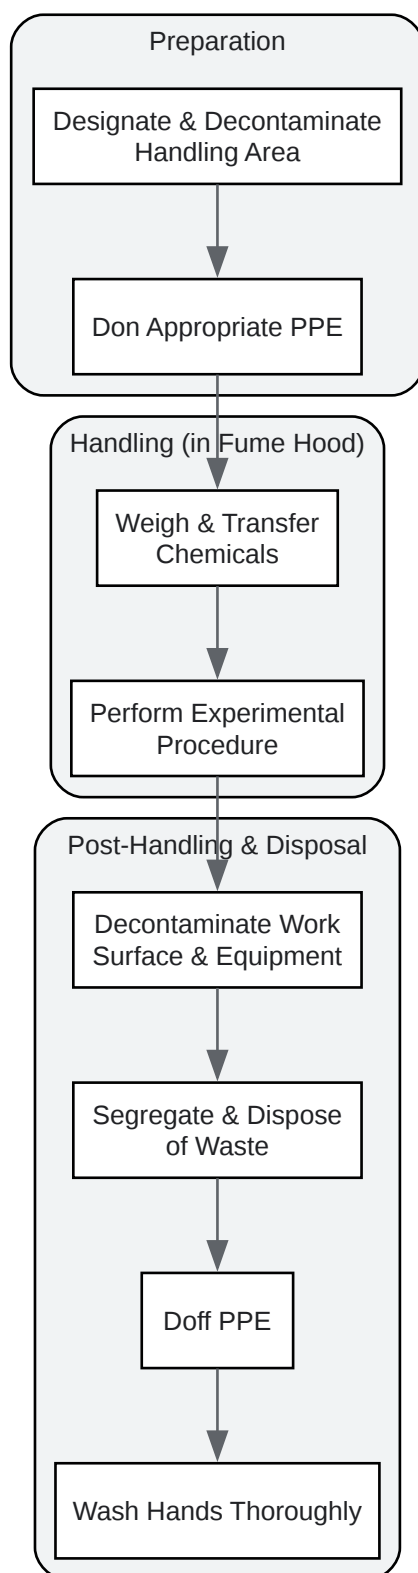 Preparation
Designate & Decontaminate
Handling Area
Don Appropriate PPE
Handling (in Fume Hood)
Weigh & Transfer
Chemicals
Perform Experimental
Procedure
Post-Handling & Disposal
Decontaminate Work
Surface & Equipment
Segregate & Dispose
of Waste
Doff PPE
Wash Hands Thoroughly